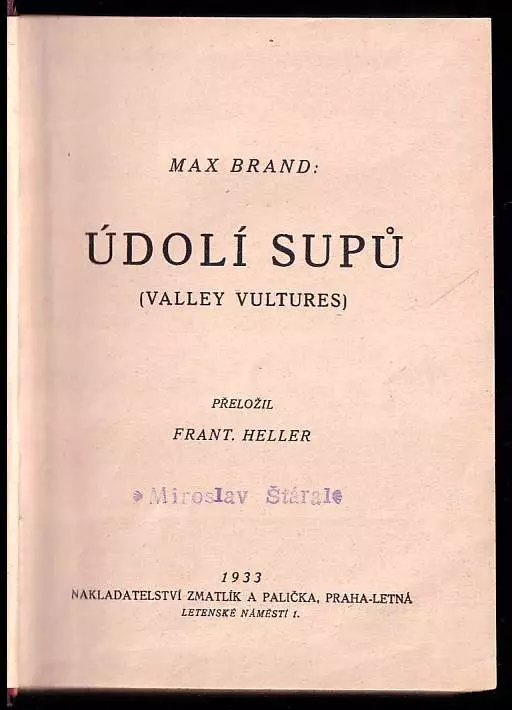 MAX BRAND:
ÚDOLÍ SUPŮ
(VALLEY VULTURES)
PŘELOŽIL
FRANT. HELLER
Miroslav Štáral
1933
NAKLADATELSTVÍ ZMATLÍK A PALIČKA, PRAHA-LETNÁ
LETENSKÉ NÁMĚSTÍ 1.